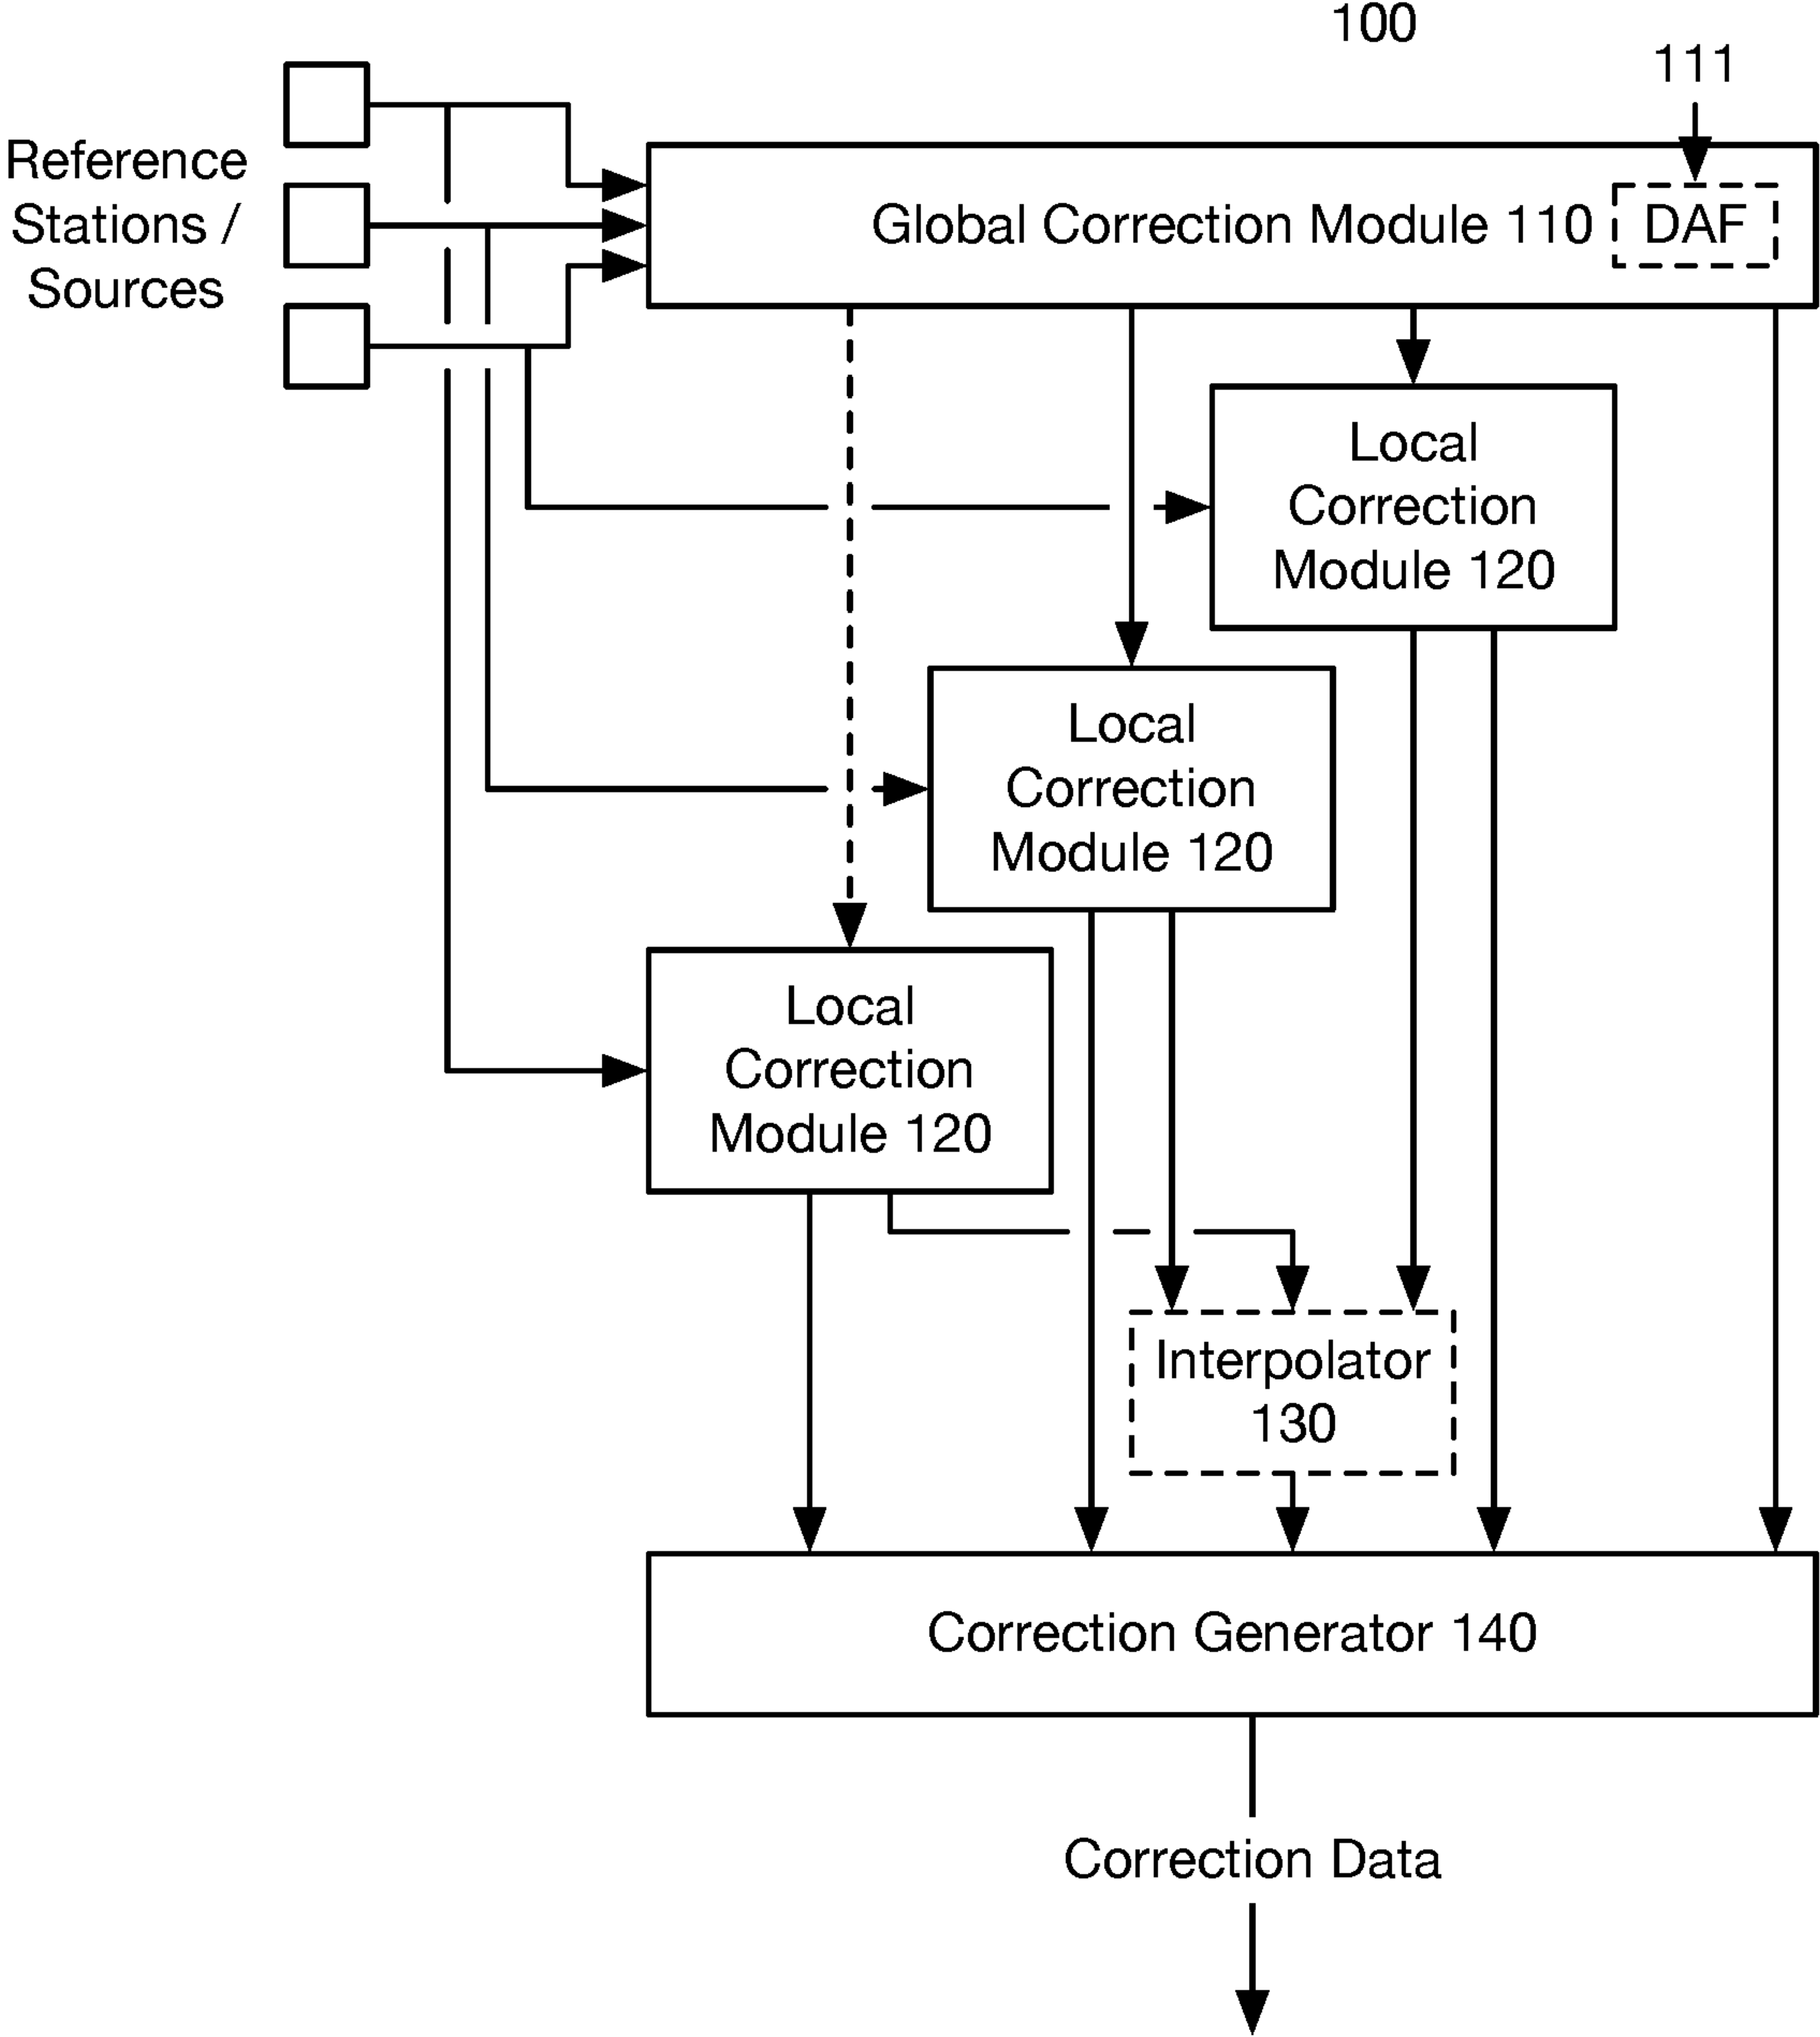 100
111
Reference
Stations /
Sources
Global Correction Module 110
DAF
Local
Correction
Module 120
Local
Correction
Module 120
Local
Correction
Module 120
Interpolator
130
Correction Generator 140
Correction Data